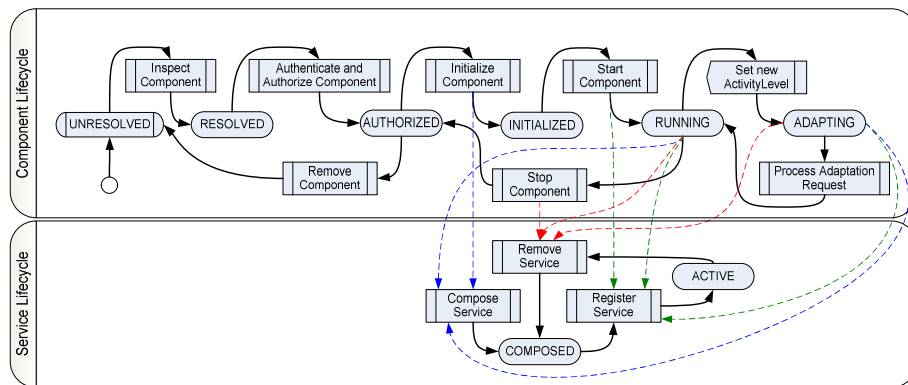 Component Lifecycle
Inspect
Component
Authenticate and
Authorize Component
Initialize
Component
Start
Component
Set new
ActivityLevel
UNRESOLVED
RESOLVED
AUTHORIZED
INITIALIZED
RUNNING
ADAPTING
Remove
Component
Stop
Component
Process Adaptation
Request
Service Lifecycle
Remove
Service
ACTIVE
Compose
Service
Register
Service
COMPOSED